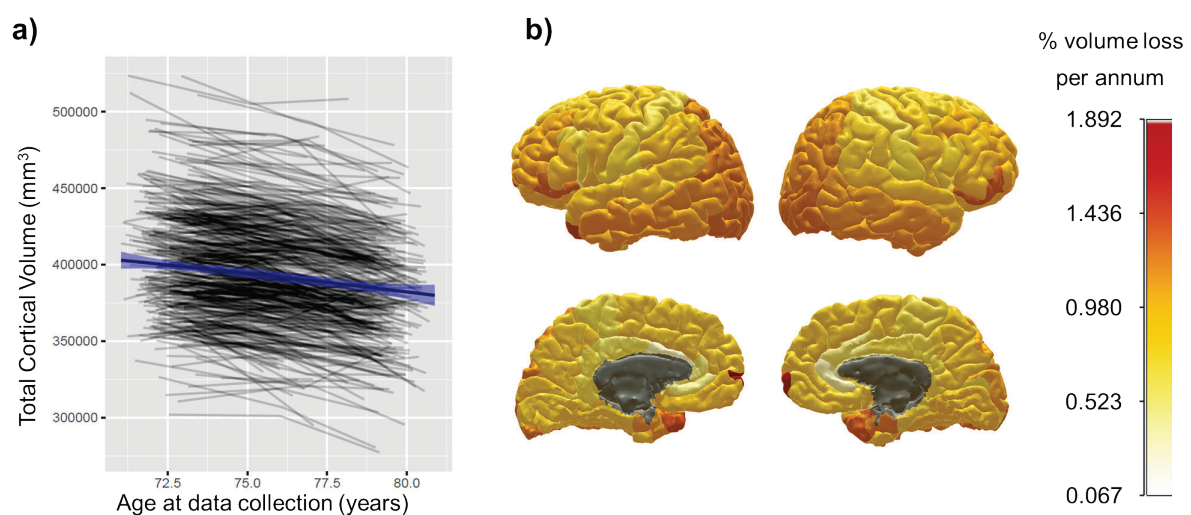 a)
Total Cortical Volume (mm³)
500000
450000
400000
350000
300000
72.5 75.0 77.5 80.0
Age at data collection (years)
b)
% volume loss
per annum
1.892
1.436
0.980
0.523
0.067